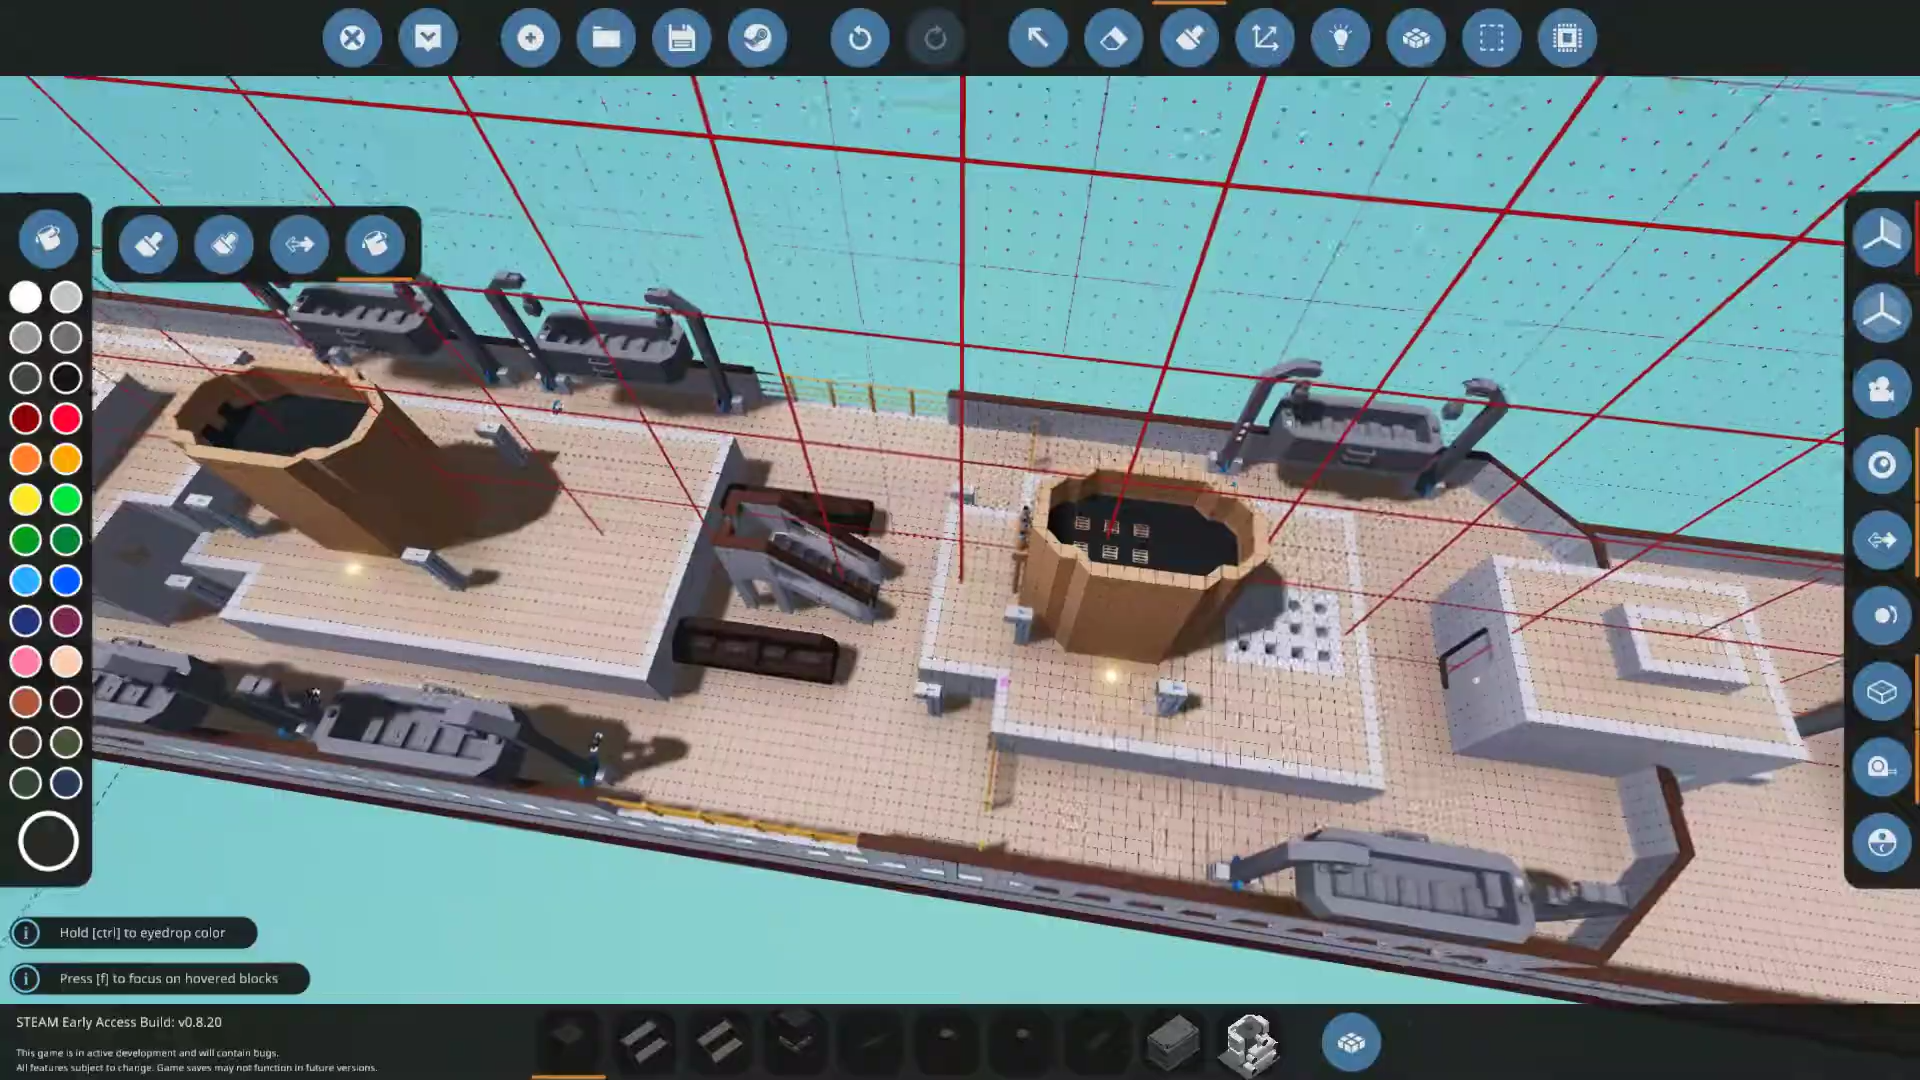 Hold [ctrl] to eyedrop color
Press [f] to focus on hovered blocks
STEAM Early Access Build: v0.8.20
This game is in active development and will contain bugs.
All features subject to change. Game saves may not function in future versions.